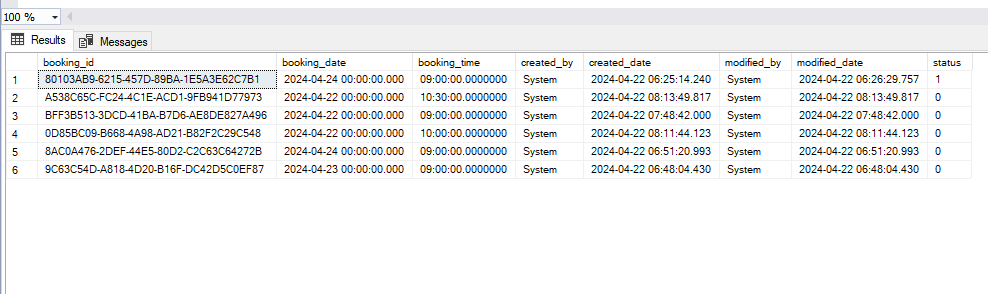 100 %
Results Messages
booking_id booking_date booking_time created_by created_date modified_by modified_date status
1 80103AB9-6215-457D-89BA-1E5A3E62C7B1 2024-04-24 00:00:00.000 09:00:00.0000000 System 2024-04-22 06:25:14.240 System 2024-04-22 06:26:29.757 1
2 A538C65C-FC24-4C1E-ACD1-9FB941D77973 2024-04-22 00:00:00.000 10:30:00.0000000 System 2024-04-22 08:13:49.817 System 2024-04-22 08:13:49.817 0
3 BFF3B513-3DCD-41BA-B7D6-AE8DE827A496 2024-04-22 00:00:00.000 09:00:00.0000000 System 2024-04-22 07:48:42.000 System 2024-04-22 07:48:42.000 0
4 0D85BC09-B668-4A98-AD21-B82F2C29C548 2024-04-22 00:00:00.000 10:00:00.0000000 System 2024-04-22 08:11:44.123 System 2024-04-22 08:11:44.123 0
5 8AC0A476-2DEF-44E5-80D2-C2C63C64272B 2024-04-24 00:00:00.000 09:00:00.0000000 System 2024-04-22 06:51:20.993 System 2024-04-22 06:51:20.993 0
6 9C63C54D-A818-4D20-B16F-DC42D5C0EF87 2024-04-23 00:00:00.000 09:00:00.0000000 System 2024-04-22 06:48:04.430 System 2024-04-22 06:48:04.430 0